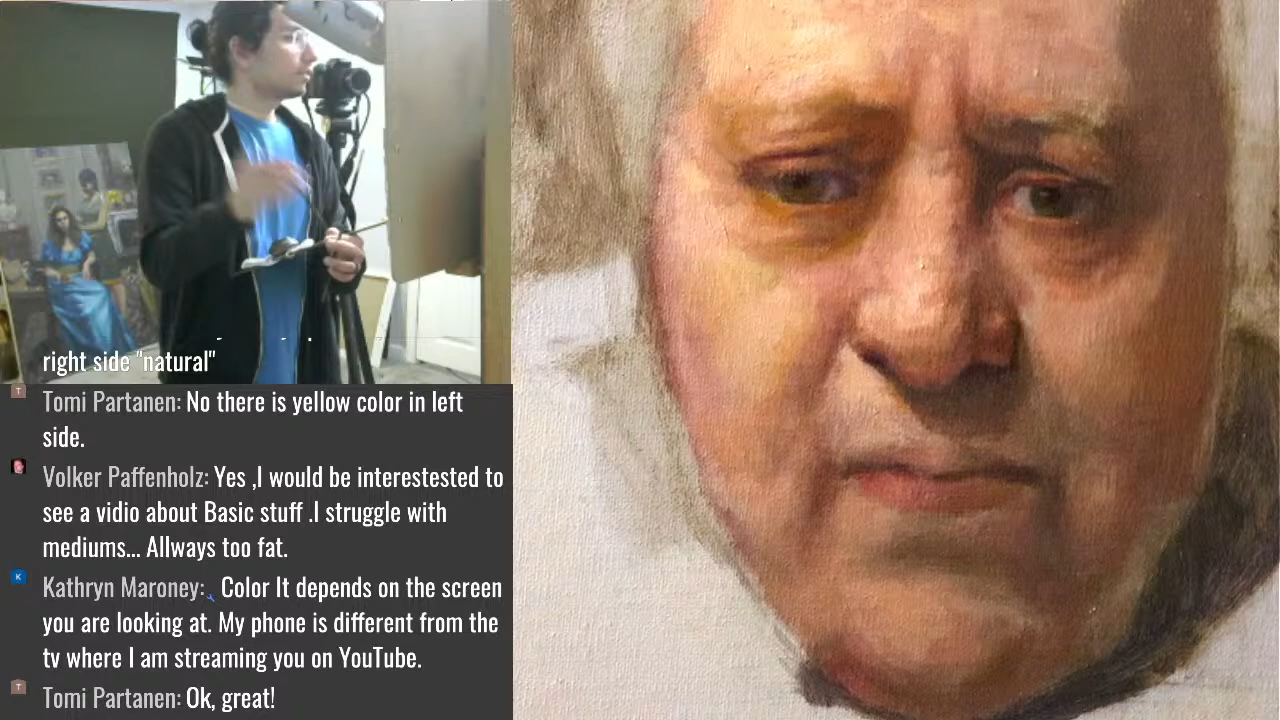 right side "natural"
Tomi Partanen: No there is yellow color in left
side.
Volker Paffenholz: Yes ,I would be interestested to
see a vidio about Basic stuff .I struggle with
mediums... Allways too fat.
Kathryn Maroney: Color It depends on the screen
you are looking at. My phone is different from the
tv where I am streaming you on YouTube.
Tomi Partanen: Ok, great!